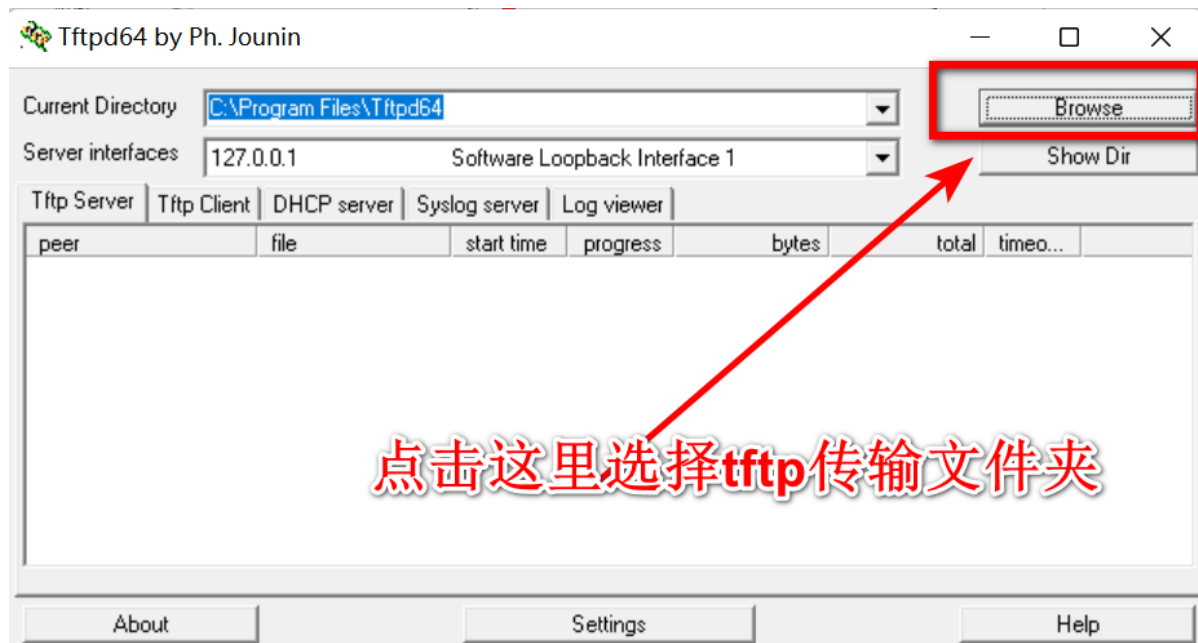 Tftpd64 by Ph. Jounin
Current Directory C:\Program Files\Tftpd64 Browse
Server interfaces 127.0.0.1 Software Loopback Interface 1 Show Dir
Tftp Server Tftp Client DHCP server Syslog server Log viewer
peer file start time progress bytes total timeo...
点击这里选择tftp传输文件夹
About Settings Help